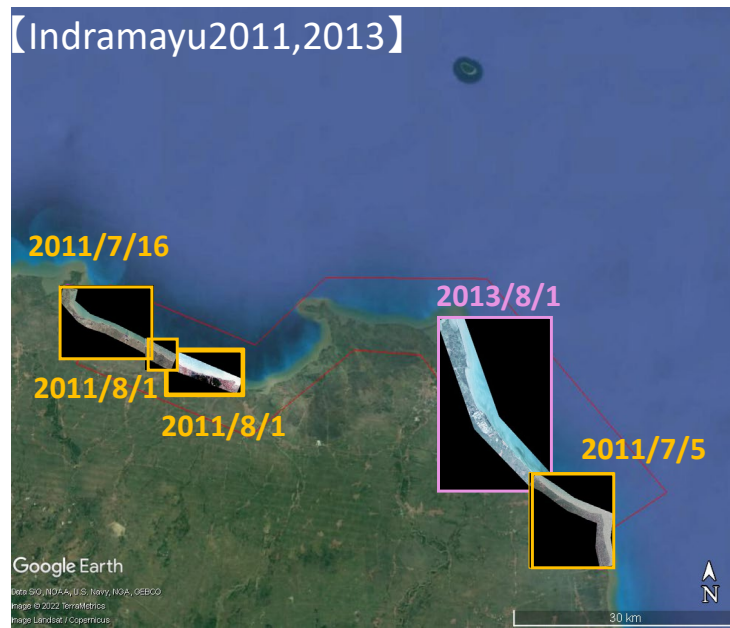 【Indramayu2011,2013】
2011/7/16
2013/8/1
2011/8/1
2011/8/1
2011/7/5
Google Earth
Data SIO, NOAA, U.S. Navy, NGA, GEBCO
Image © 2022 TerraMetrics
Image Landsat / Copernicus
N
30 km